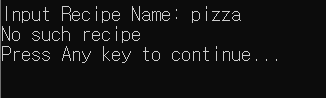 Input Recipe Name: pizza
No such recipe
Press Any key to continue...